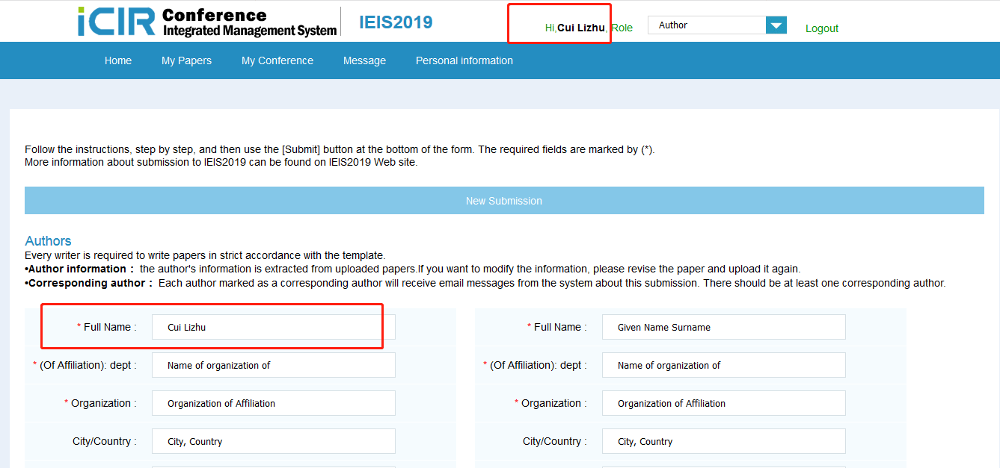 iCIR Conference
Integrated Management System
IEIS2019
Hi,Cui Lizhu, Role
Author
Logout
Home
My Papers
My Conference
Message
Personal information
Follow the instructions, step by step, and then use the [Submit] button at the bottom of the form. The required fields are marked by (*).
More information about submission to IEIS2019 can be found on IEIS2019 Web site.
New Submission
Authors
Every writer is required to write papers in strict accordance with the template.
•Author information： the author's information is extracted from uploaded papers.If you want to modify the information, please revise the paper and upload it again.
•Corresponding author： Each author marked as a corresponding author will receive email messages from the system about this submission. There should be at least one corresponding author.
* Full Name : Cui Lizhu
* Full Name : Given Name Surname
* (Of Affiliation): dept : Name of organization of
* (Of Affiliation): dept : Name of organization of
* Organization : Organization of Affiliation
* Organization : Organization of Affiliation
City/Country : City, Country
City/Country : City, Country